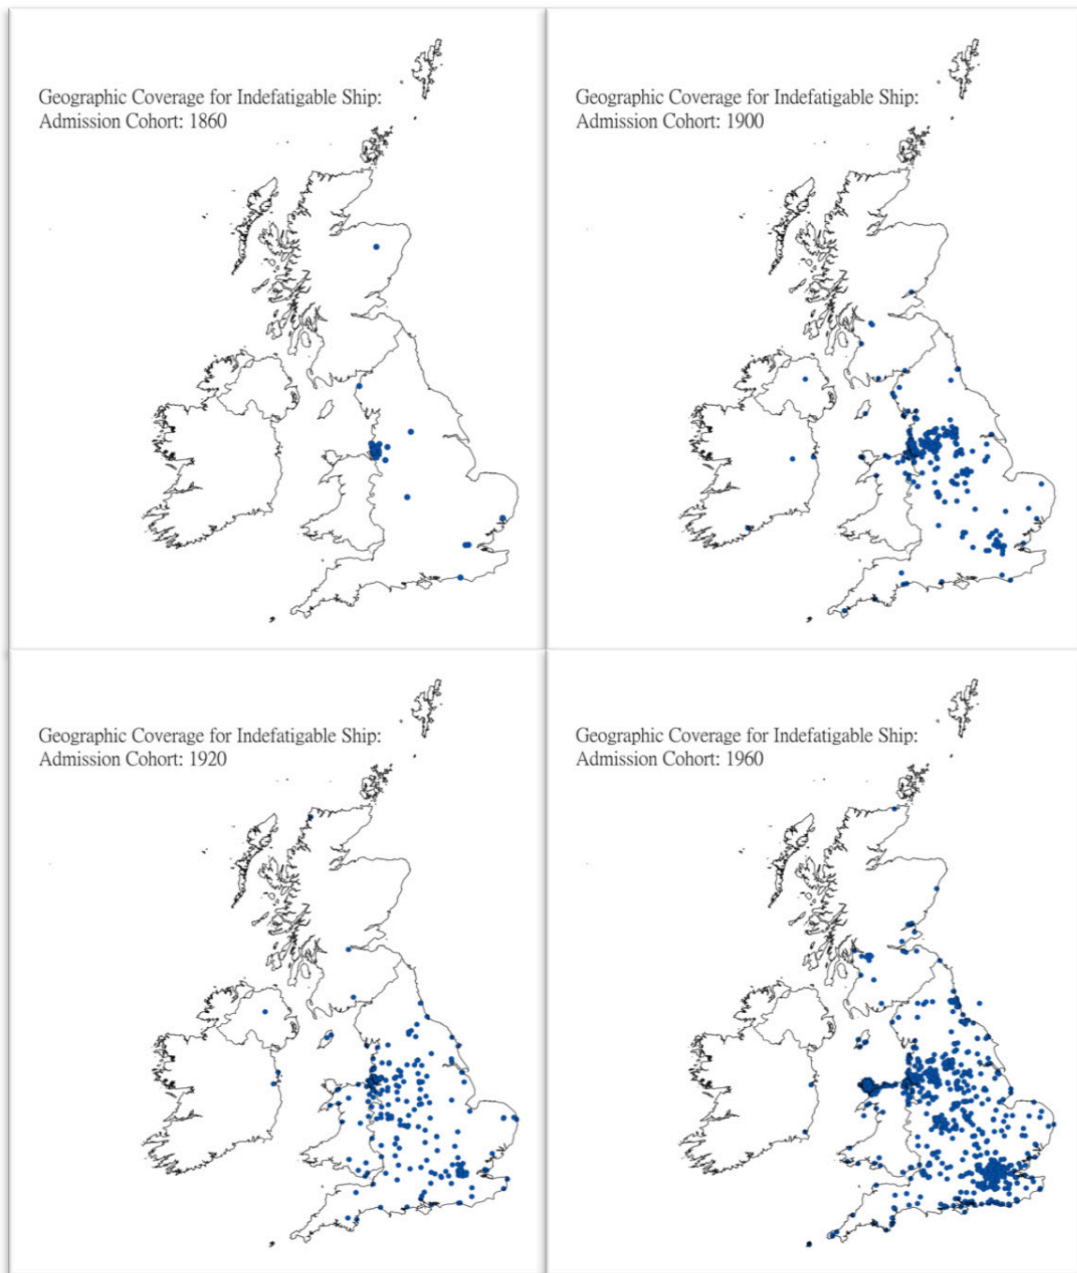 Geographic Coverage for Indefatigable Ship:
Admission Cohort: 1860
Geographic Coverage for Indefatigable Ship:
Admission Cohort: 1900
Geographic Coverage for Indefatigable Ship:
Admission Cohort: 1920
Geographic Coverage for Indefatigable Ship:
Admission Cohort: 1960